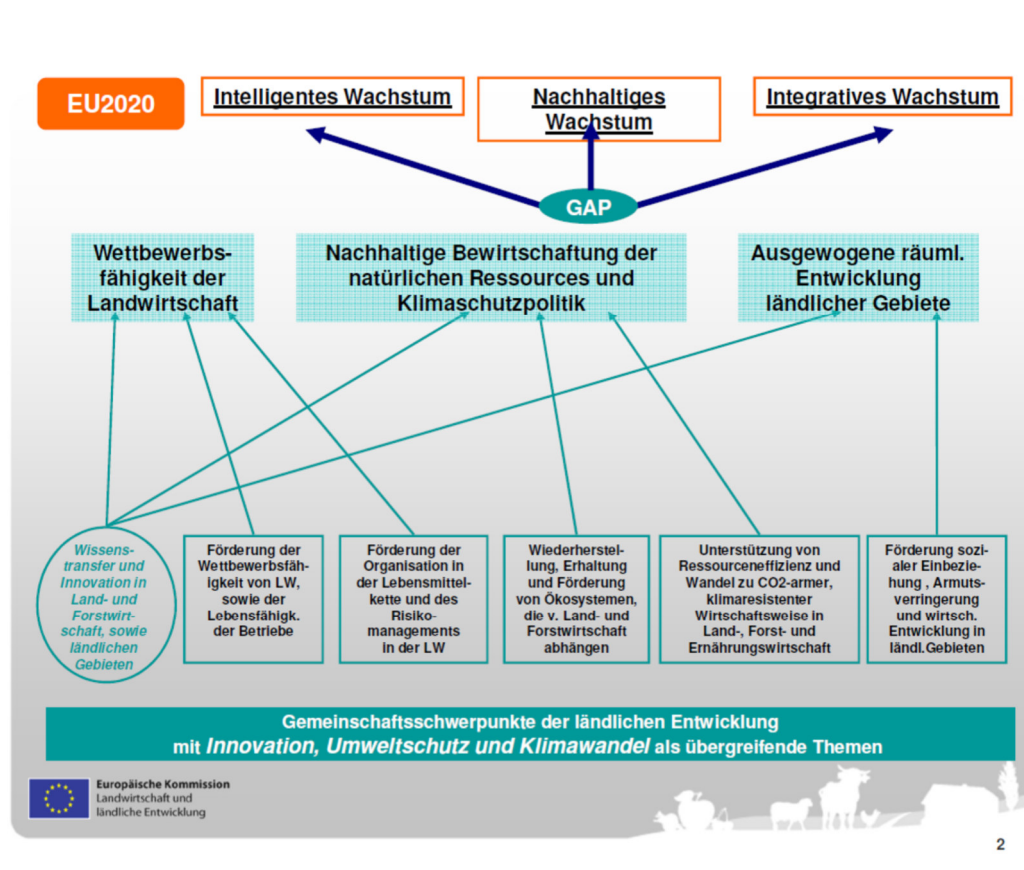 EU2020
Intelligentes Wachstum
Nachhaltiges
Wachstum
Integratives Wachstum
GAP
Wettbewerbs-
fähigkeit der
Landwirtschaft
Nachhaltige Bewirtschaftung der
natürlichen Ressources und
Klimaschutzpolitik
Ausgewogene räuml.
Entwicklung
ländlicher Gebiete
Wissens-
transfer und
Innovation in
Land- und
Forstwirt-
schaft, sowie
ländlichen
Gebieten
Förderung der
Wettbewerbsfäh-
igkeit von LW,
sowie der
Lebensfähigk.
der Betriebe
Förderung der
Organisation in
der Lebensmittel-
kette und des
Risiko-
managements
in der LW
Wiederherstel-
lung, Erhaltung
und Förderung
von Ökosystemen,
die v. Land- und
Forstwirtschaft
abhängen
Unterstützung von
Ressourceneffizienz und
Wandel zu CO2-armer,
klimaresistenter
Wirtschaftsweise in
Land-, Forst- und
Ernährungswirtschaft
Förderung sozi-
aler Einbezie-
hung , Armuts-
verringerung
und wirtsch.
Entwicklung in
ländl.Gebieten
Gemeinschaftsschwerpunkte der ländlichen Entwicklung
mit Innovation, Umweltschutz und Klimawandel als übergreifende Themen
Europäische Kommission
Landwirtschaft und
ländliche Entwicklung
2